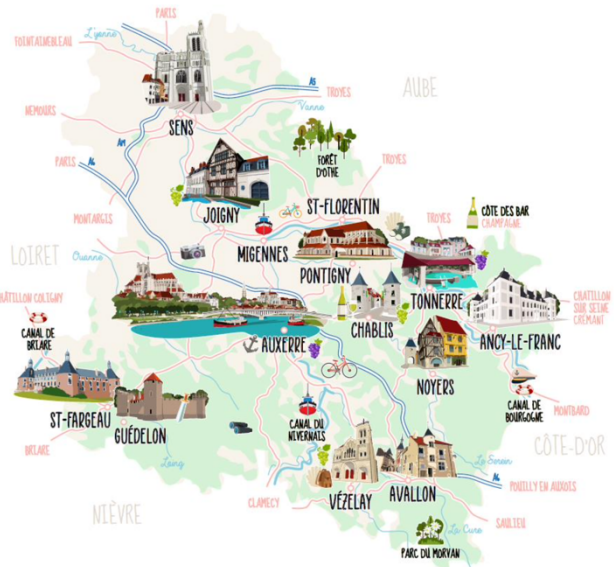 PARIS
L'yonne
FONTAINEBLEAU
A5
TROYES
AUBE
NEMOURS
Vanne
SENS
A19
PARIS
A6
FORÊT
D'OTHE
TROYES
MONTARGIS
JOIGNY
ST-FLORENTIN
TROYES
CÔTE DES BAR
CHAMPAGNE
LOIRET
Ouanne
MIGENNES
PONTIGNY
TONNERRE
CHÂTILLON COLIGNY
CANAL DE
BRIARE
CHABLIS
ANCY-LE-FRANC
CHATILLON
SUR SEINE
CREMANT
AUXERRE
NOYERS
ST-FARGEAU
GUÉDELON
CANAL DU
NIVERNAIS
CANAL DE
BOURGOGNE
MONTBARD
BRIARE
Loing
CÔTE-D'OR
Le Serein
A6
POUILLY EN AUXOIS
CLAMECY
VÉZELAY
AVALLON
NIÈVRE
SAULIEU
La Cure
PARC DU MORVAN